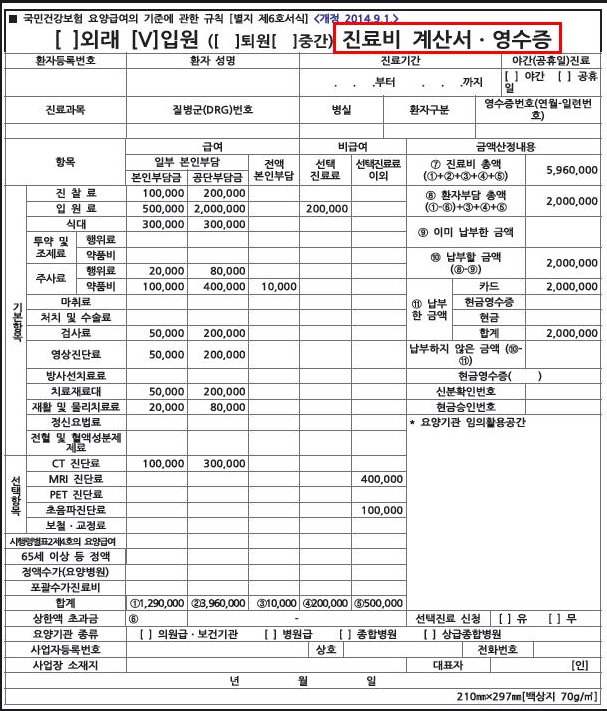 ■ 국민건강보험 요양급여의 기준에 관한 규칙 [별지 제6호서식] <개정 2014.9.1.>
[ ]외래 [V]입원 ([ ]퇴원[ ]중간) 진료비 계산서 · 영수증
환자등록번호 환자 성명 진료기간 야간(공휴일)진료
. . .부터 . . .까지 [ ] 야간 [ ] 공휴일
진료과목 질병군(DRG)번호 병실 환자구분 영수증번호(연월-일련번호)
항목 급여 비급여 금액산정내용
일부 본인부담 전액 본인부담 선택 진료료 선택진료료 이외
본인부담금 공단부담금
⑦ 진료비 총액 (①+②+③+④+⑤) 5,960,000
기본항목
진 찰 료 100,000 200,000
⑧ 환자부담 총액 (①-⑥)+③+④+⑤ 2,000,000
입 원 료 500,000 2,000,000 200,000
식대 300,000 300,000
⑨ 이미 납부한 금액
투약 및 조제료 행위료
약품비
⑩ 납부할 금액 (⑧-⑨) 2,000,000
주사료 행위료 20,000 80,000
약품비 100,000 400,000 10,000
⑪ 납부한 금액 카드 2,000,000
마취료 현금영수증
처치 및 수술료 현금
검사료 50,000 200,000 합계 2,000,000
영상진단료 50,000 200,000 납부하지 않은 금액 (⑩-⑪)
방사선치료료 현금영수증( )
치료재료대 50,000 200,000 신분확인번호
재활 및 물리치료료 20,000 80,000 현금승인번호
정신요법료 * 요양기관 임의활용공간
전혈 및 혈액성분제제료
선택항목
CT 진단료 100,000 300,000
MRI 진단료 400,000
PET 진단료
초음파진단료 100,000
보철 · 교정료
시행령별표2제4호의 요양급여
65세 이상 등 정액
정액수가(요양병원)
포괄수가진료비
합계 ①1,290,000 ②3,960,000 ③10,000 ④200,000 ⑤500,000
상한액 초과금 ⑥ - 선택진료 신청 [ ] 유 [ ] 무
요양기관 종류 [ ] 의원급 · 보건기관 [ ] 병원급 [ ] 종합병원 [ ] 상급종합병원
사업자등록번호 상호 전화번호
사업장 소재지 대표자 [인]
년 월 일
210㎜×297㎜[백상지 70g/㎡]